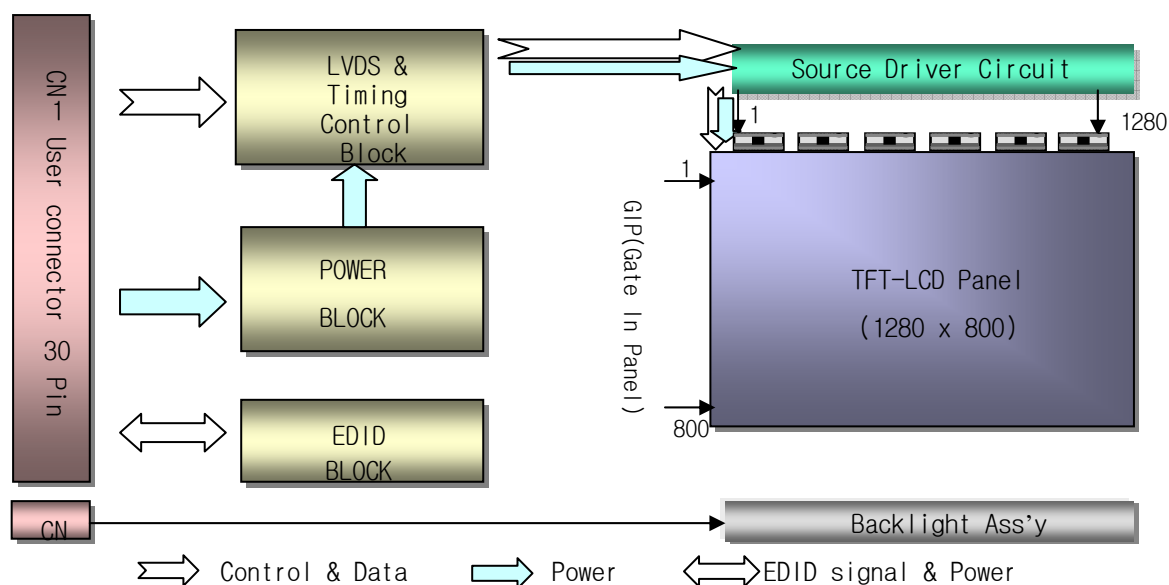 CN-1 User connector 30 Pin
LVDS &
Timing
Control
Block
Source Driver Circuit
1
1280
POWER
BLOCK
1
GIP(Gate In Panel)
800
TFT-LCD Panel
(1280 x 800)
EDID
BLOCK
CN
Backlight Ass'y
Control & Data
Power
EDID signal & Power